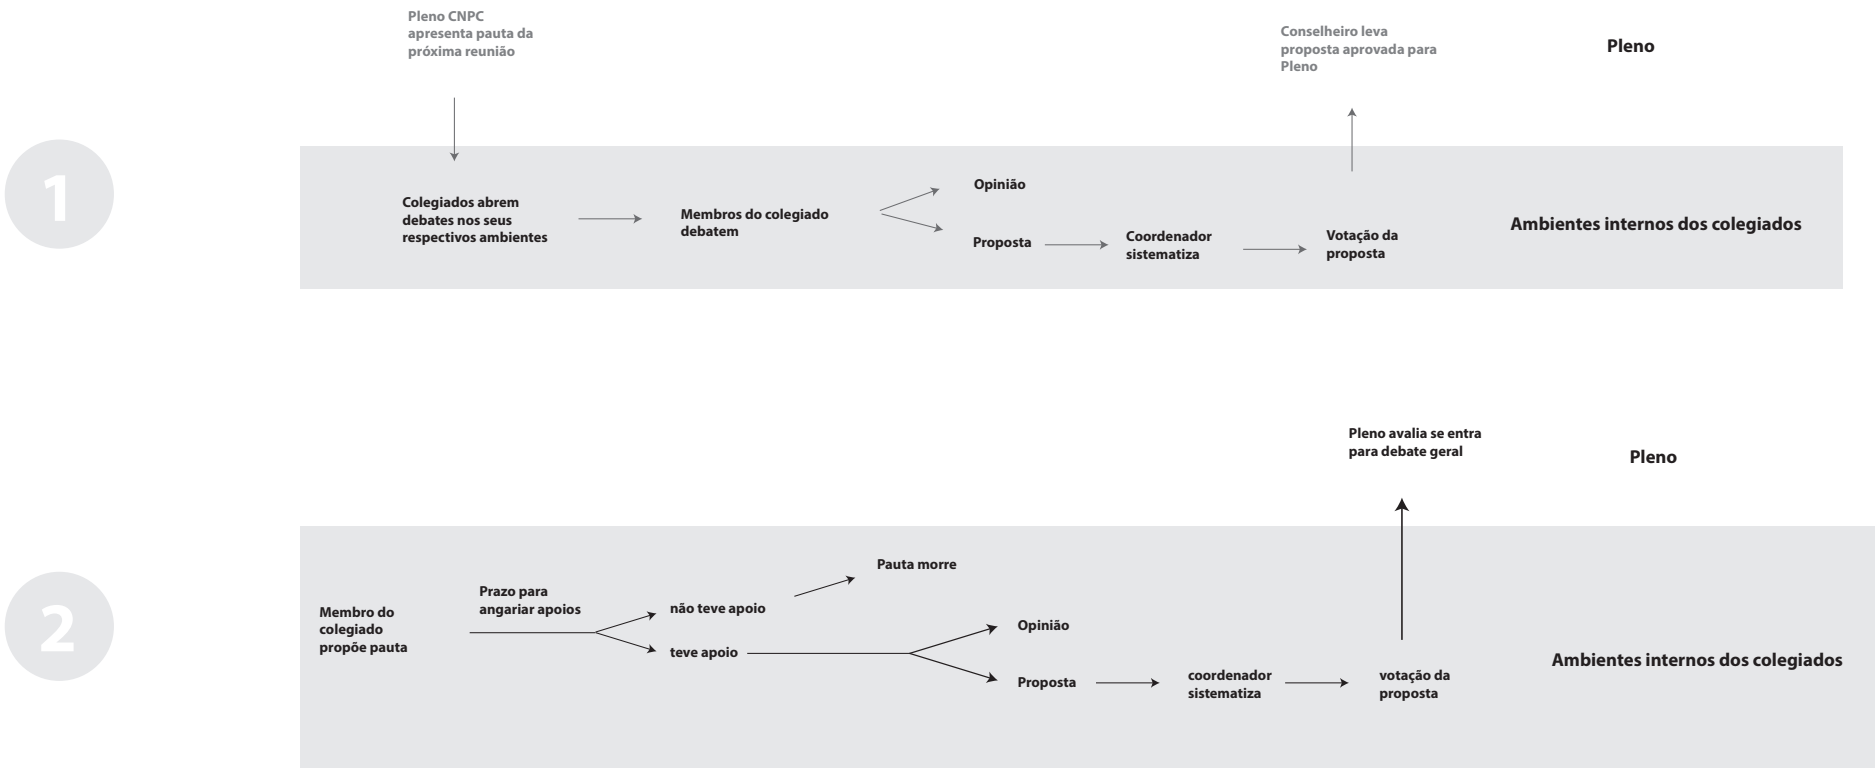 Pleno CNPC
apresenta pauta da
próxima reunião
Conselheiro leva
proposta aprovada para
Pleno
Pleno
1
Colegiados abrem
debates nos seus
respectivos ambientes
Membros do colegiado
debatem
Opinião
Proposta
Coordenador
sistematiza
Votação da
proposta
Ambientes internos dos colegiados
Pleno avalia se entra
para debate geral
Pleno
2
Membro do
colegiado
propõe pauta
Prazo para
angariar apoios
não teve apoio
teve apoio
Pauta morre
Opinião
Proposta
coordenador
sistematiza
votação da
proposta
Ambientes internos dos colegiados